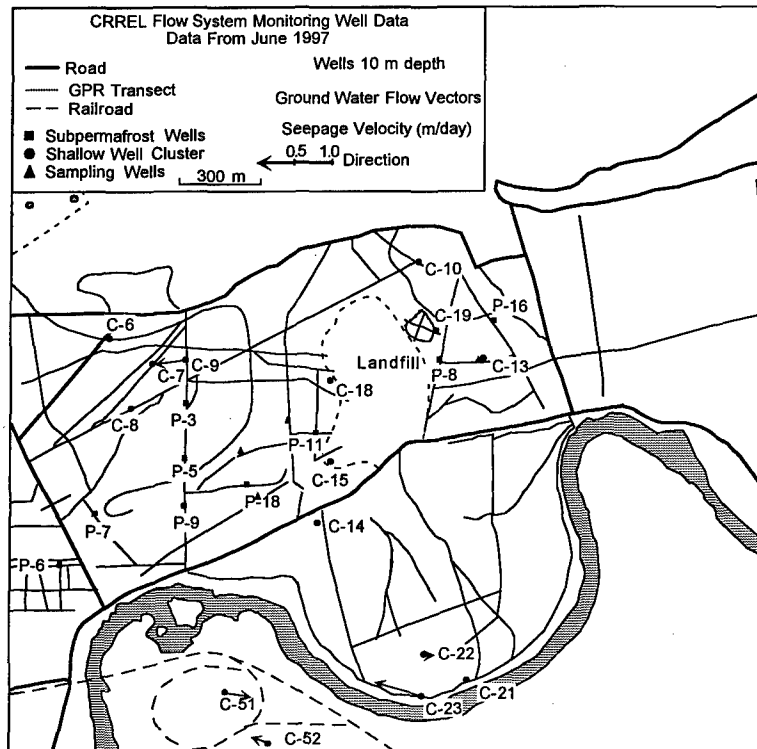 CRREL Flow System Monitoring Well Data
Data From June 1997
Road
Wells 10 m depth
GPR Transect
Railroad
Ground Water Flow Vectors
Seepage Velocity (m/day)
Subpermafrost Wells
Shallow Well Cluster
0.5 1.0
Direction
Sampling Wells
300 m
C-10
P-16
C-6
C-19
C-9
Landfill
C-7
P-8
C-13
C-18
P-3
C-8
P-11
P-5
C-15
P-18
P-7
P-9
C-14
P-6
C-22
C-21
C-51
C-23
C-52